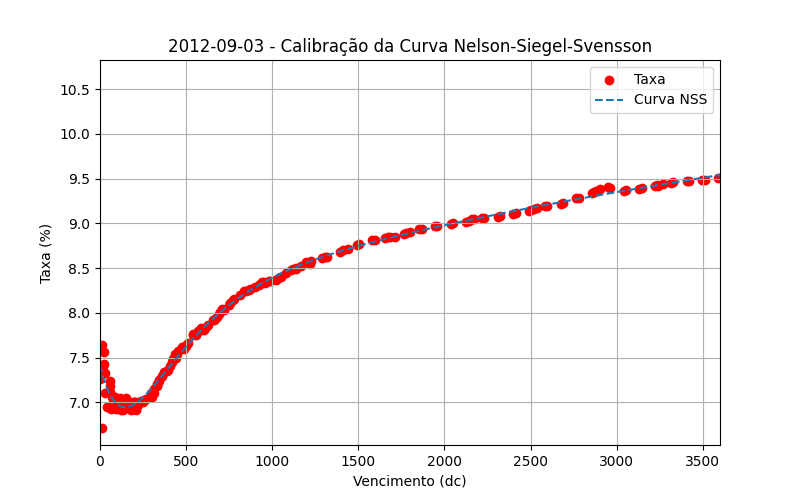 2012-09-03 - Calibração da Curva Nelson-Siegel-Svensson
Taxa
Curva NSS
Taxa (%)
10.5
10.0
9.5
9.0
8.5
8.0
7.5
7.0
0 500 1000 1500 2000 2500 3000 3500
Vencimento (dc)